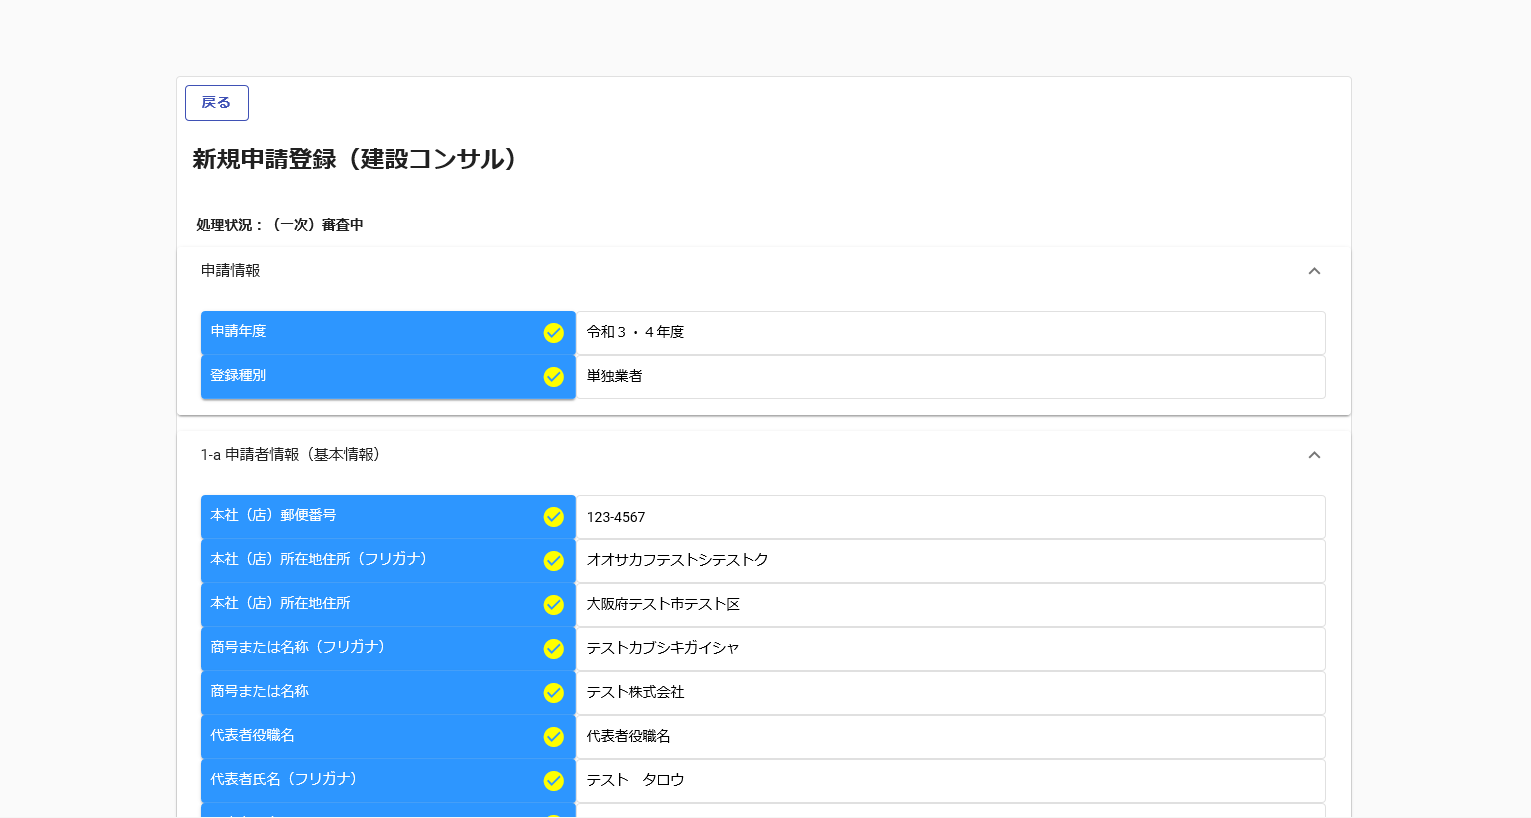 戻る
新規申請登録（建設コンサル）
処理状況：（一次）審査中
申請情報
申請年度 令和３・４年度
登録種別 単独業者
1-a 申請者情報（基本情報）
本社（店）郵便番号 123-4567
本社（店）所在地住所（フリガナ） オオサカフテストシテストク
本社（店）所在地住所 大阪府テスト市テスト区
商号または名称（フリガナ） テストカブシキガイシャ
商号または名称 テスト株式会社
代表者役職名 代表者役職名
代表者氏名（フリガナ） テスト　タロウ